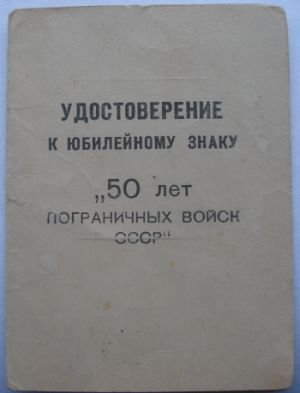 УДОСТОВЕРЕНИЕ
К ЮБИЛЕЙНОМУ ЗНАКУ
„50 лет
ПОГРАНИЧНЫХ ВОЙСК
СССР“